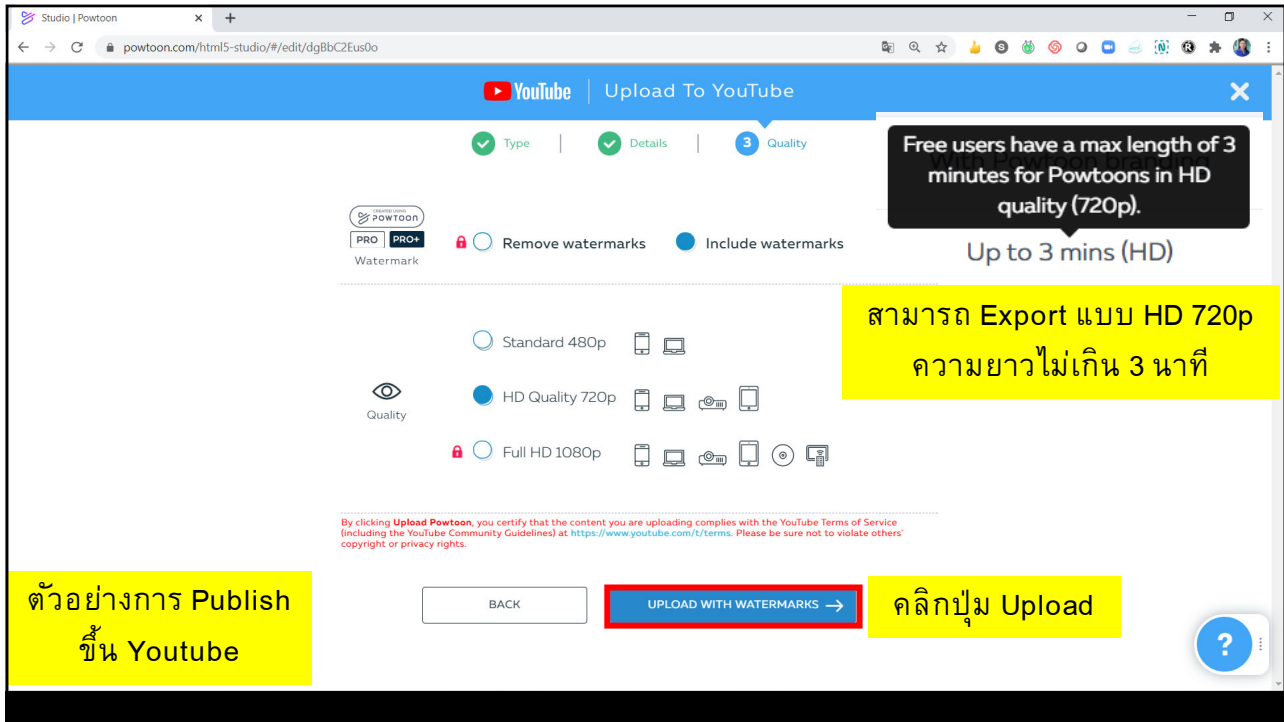 Studio | Powtoon
powtoon.com/html5-studio/#/edit/dgBbC2Eus0o
YouTube | Upload To YouTube
Type | Details | 3 Quality
Free users have a max length of 3
minutes for Powtoons in HD
quality (720p).
With Powtoon branding
Up to 3 mins (HD)
CREATED USING
POWTOON
PRO PRO+
Watermark
Remove watermarks Include watermarks
สามารถ Export แบบ HD 720p
ความยาวไม่เกิน 3 นาที
Standard 480p
HD Quality 720p
Quality
Full HD 1080p
By clicking Upload Powtoon, you certify that the content you are uploading complies with the YouTube Terms of Service
(including the YouTube Community Guidelines) at https://www.youtube.com/t/terms. Please be sure not to violate others'
copyright or privacy rights.
ตัวอย่างการ Publish
ขึ้น Youtube
BACK
UPLOAD WITH WATERMARKS →
คลิกปุ่ม Upload
?